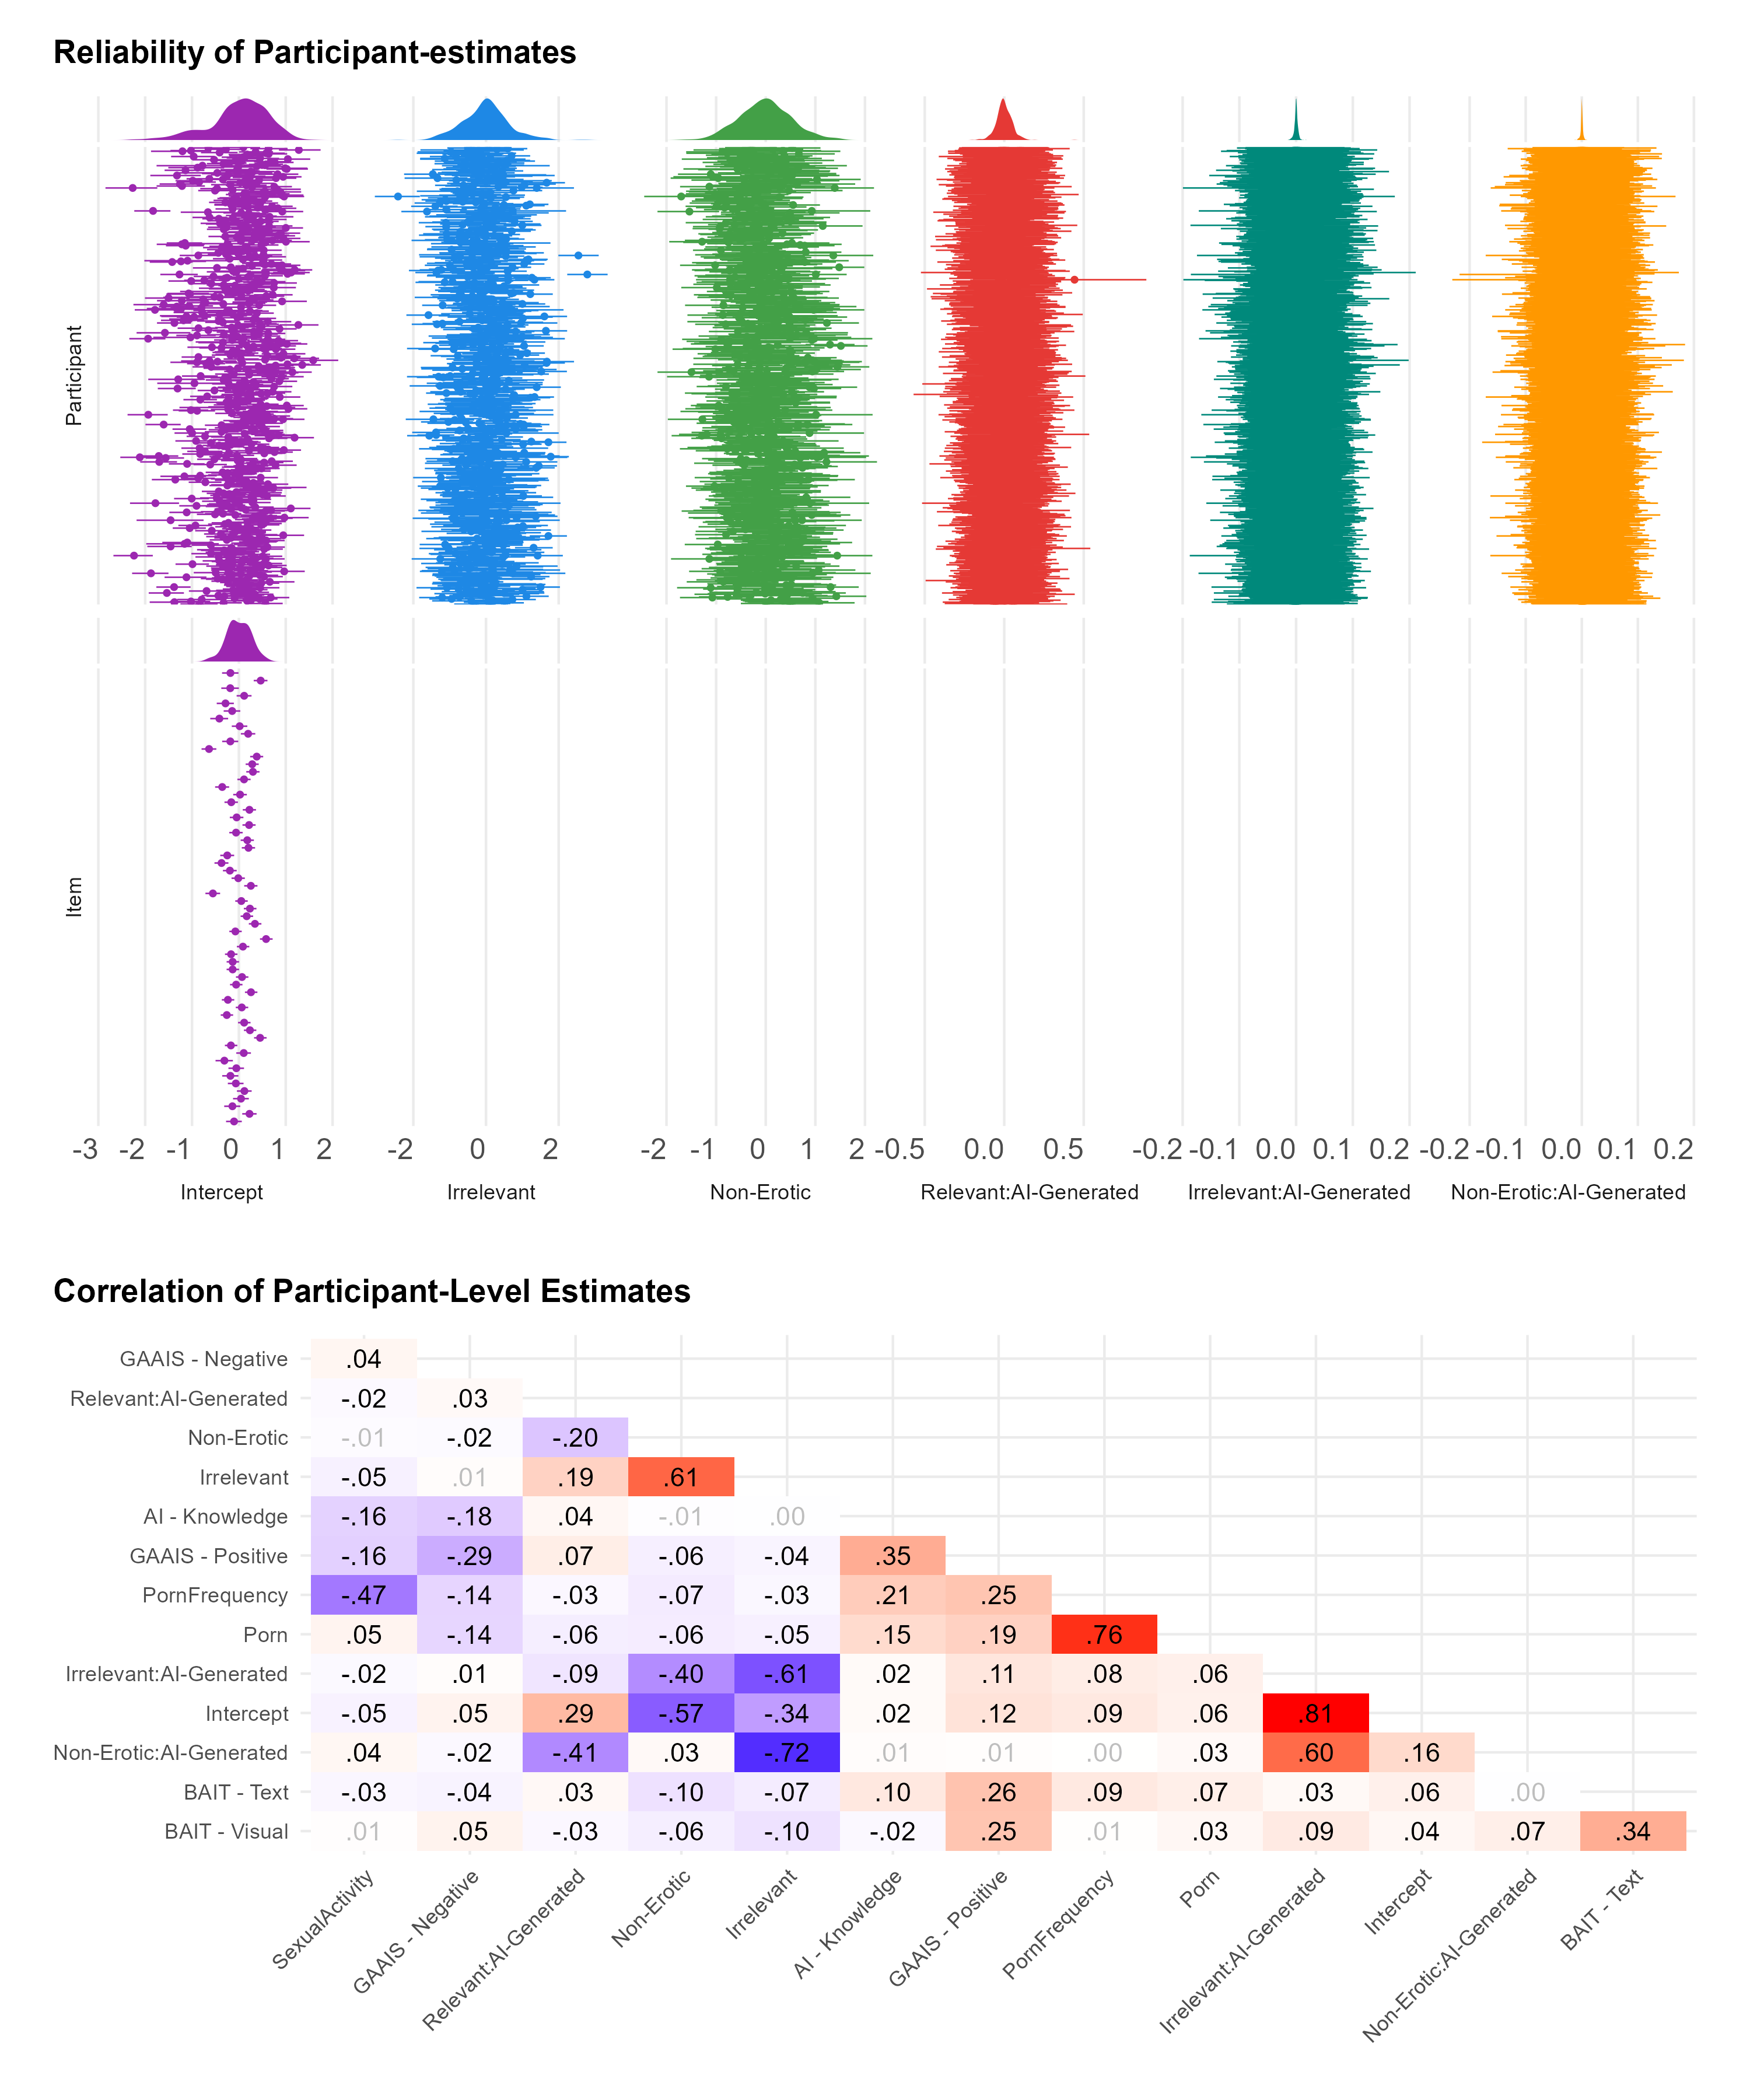 Reliability of Participant-estimates
Participant
Item
-3 -2 -1 0 1 2 -2 0 2 -2 -1 0 1 2 -0.5 0.0 0.5 -0.2 -0.1 0.0 0.1 0.2 -0.2 -0.1 0.0 0.1 0.2
Intercept Irrelevant Non-Erotic Relevant:AI-Generated Irrelevant:AI-Generated Non-Erotic:AI-Generated
Correlation of Participant-Level Estimates
GAAIS - Negative .04
Relevant:AI-Generated -.02 .03
Non-Erotic -.01 -.02 -.20
Irrelevant -.05 .01 .19 .61
AI - Knowledge -.16 -.18 .04 -.01 .00
GAAIS - Positive -.16 -.29 .07 -.06 -.04 .35
PornFrequency -.47 -.14 -.03 -.07 -.03 .21 .25
Porn .05 -.14 -.06 -.06 -.05 .15 .19 .76
Irrelevant:AI-Generated -.02 .01 -.09 -.40 -.61 .02 .11 .08 .06
Intercept -.05 .05 .29 -.57 -.34 .02 .12 .09 .06 .81
Non-Erotic:AI-Generated .04 -.02 -.41 .03 -.72 .01 .01 .00 .03 .60 .16
BAIT - Text -.03 -.04 .03 -.10 -.07 .10 .26 .09 .07 .03 .06 .00
BAIT - Visual .01 .05 -.03 -.06 -.10 -.02 .25 .01 .03 .09 .04 .07 .34
SexualActivity
GAAIS - Negative
Relevant:AI-Generated
Non-Erotic
Irrelevant
AI - Knowledge
GAAIS - Positive
PornFrequency
Porn
Irrelevant:AI-Generated
Intercept
Non-Erotic:AI-Generated
BAIT - Text